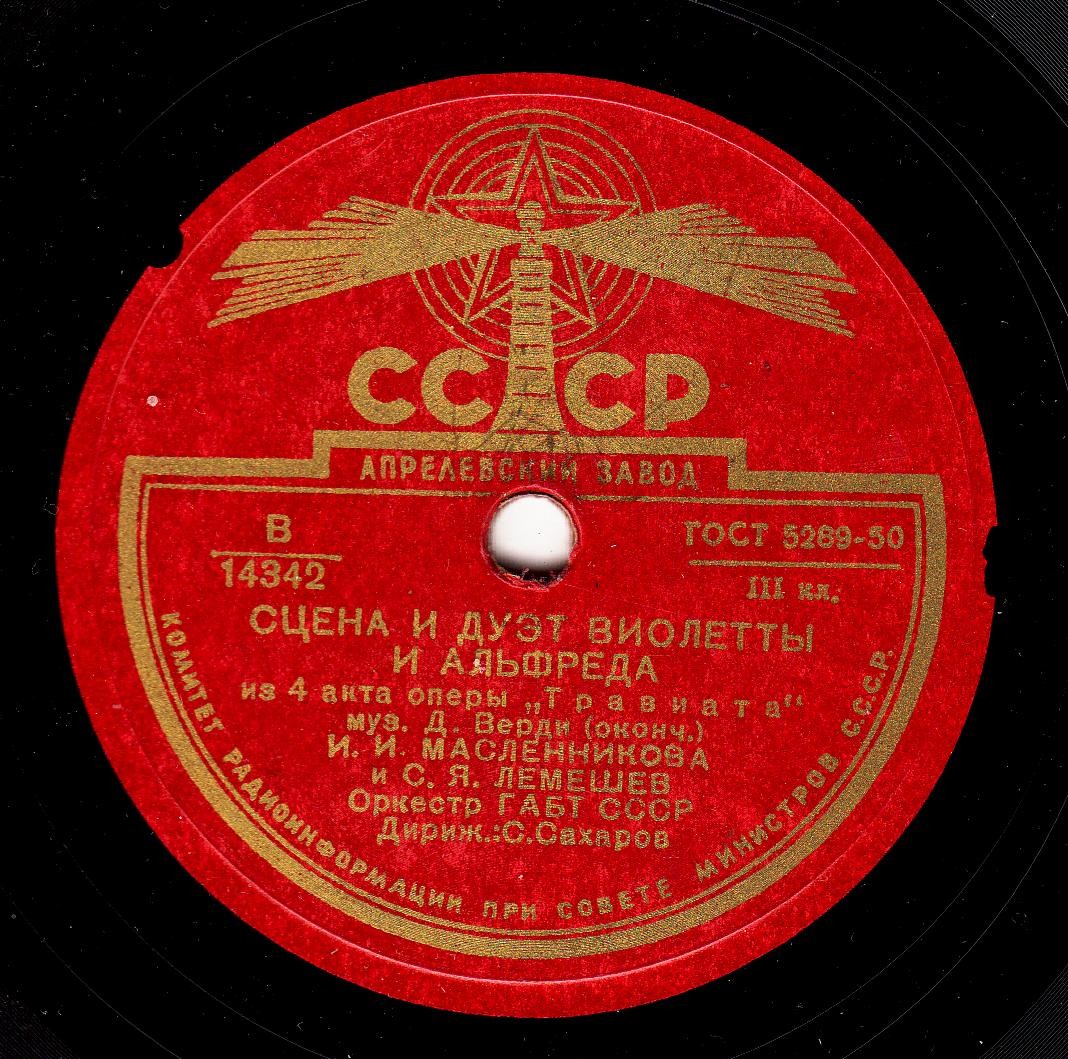 СССР
АПРЕЛЕВСКИЙ ЗАВОД
В
14342
ГОСТ 5289-50
III кл.
СЦЕНА И ДУЭТ ВИОЛЕТТЫ
И АЛЬФРЕДА
из 4 акта оперы „Травиата“
муз. Д. Верди (оконч.)
И. И. МАСЛЕННИКОВА
и С. Я. ЛЕМЕШЕВ
Оркестр ГАБТ СССР
Дириж.:С.Сахаров
КОМИТЕТ РАДИОИНФОРМАЦИИ ПРИ СОВЕТЕ МИНИСТРОВ С.С.С.Р.